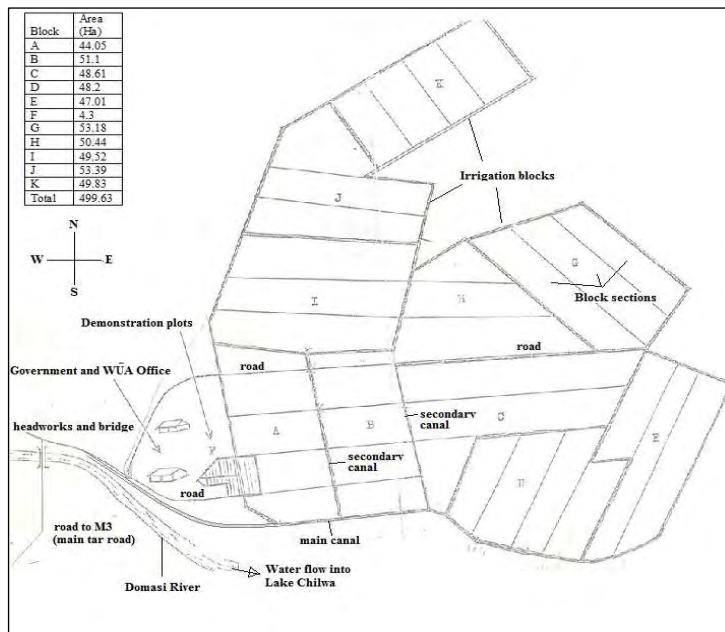 Block Area (Ha)
A 44.05
B 51.1
C 48.61
D 48.2
E 47.01
F 4.3
G 53.18
H 50.44
I 49.52
J 53.39
K 49.83
Total 499.63
N
W E
S
K
Irrigation blocks
J
G
H
Block sections
I
Demonstration plots
road
road
Government and WŪA Office
secondary
canal
A
B
C
E
headworks and bridge
F
secondary
canal
D
road
road to M3
(main tar road)
main canal
Domasi River
Water flow into
Lake Chilwa